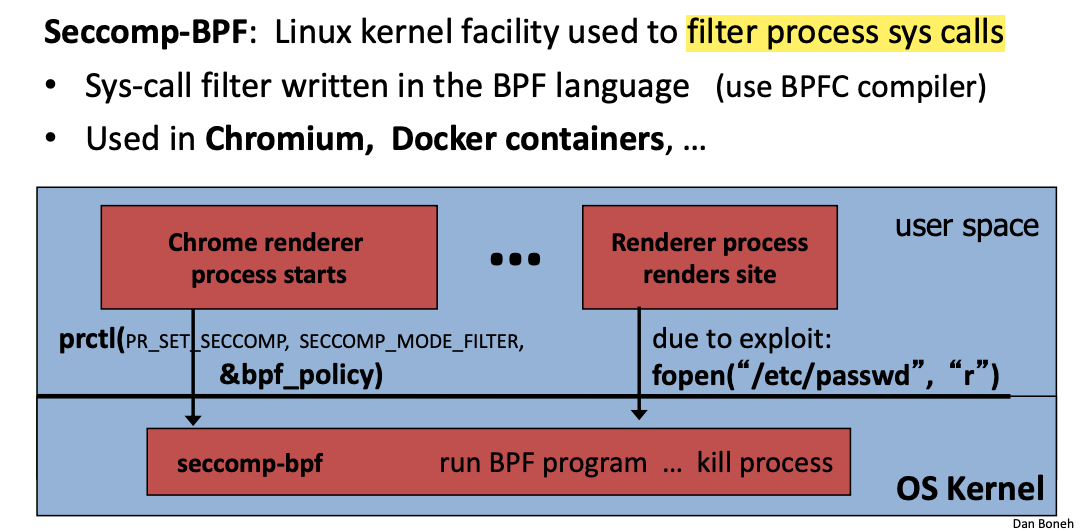 Seccomp-BPF: Linux kernel facility used to filter process sys calls
• Sys-call filter written in the BPF language (use BPFC compiler)
• Used in Chromium, Docker containers, …
user space
Chrome renderer
process starts
...
Renderer process
renders site
prctl(PR_SET_SECCOMP, SECCOMP_MODE_FILTER,
&bpf_policy)
due to exploit:
fopen(“/etc/passwd”, “r”)
seccomp-bpf run BPF program … kill process
OS Kernel
Dan Boneh